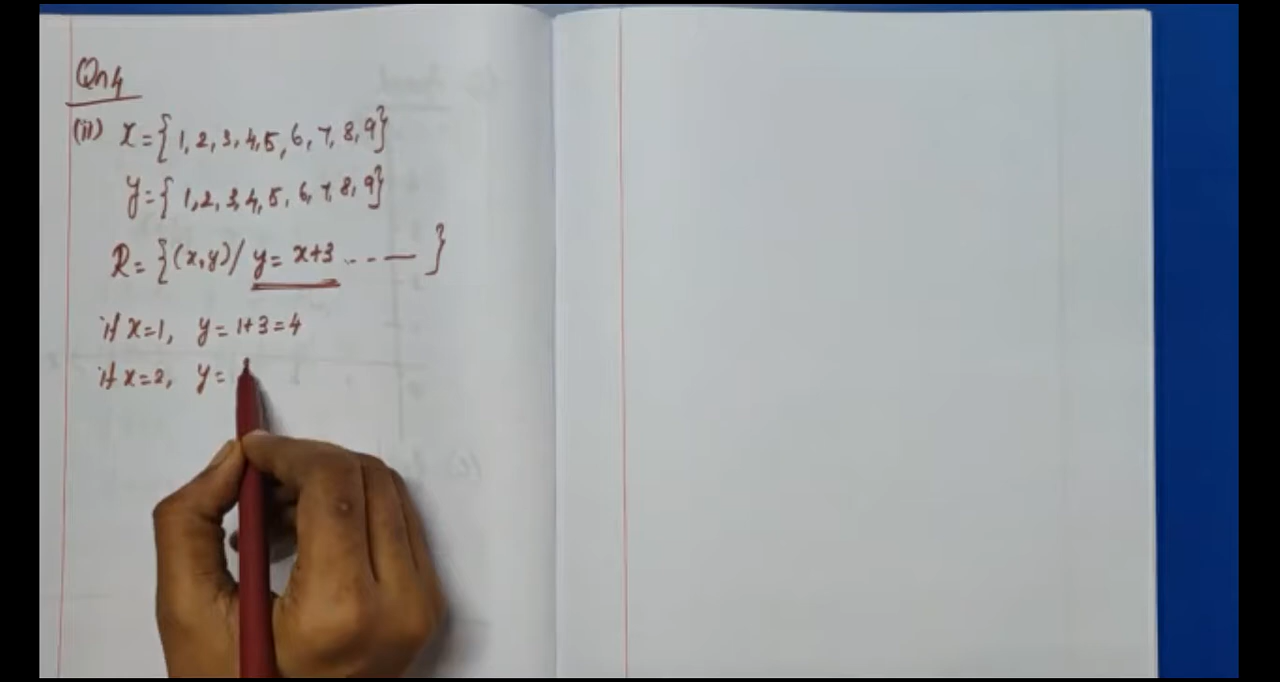 Qn 4
(ii) x = { 1, 2, 3, 4, 5, 6, 7, 8, 9}
y = { 1, 2, 3, 4, 5, 6, 7, 8, 9}
R = {(x,y) / y = x+3 ... — }
if x=1, y = 1+3 = 4
if x=2, y =